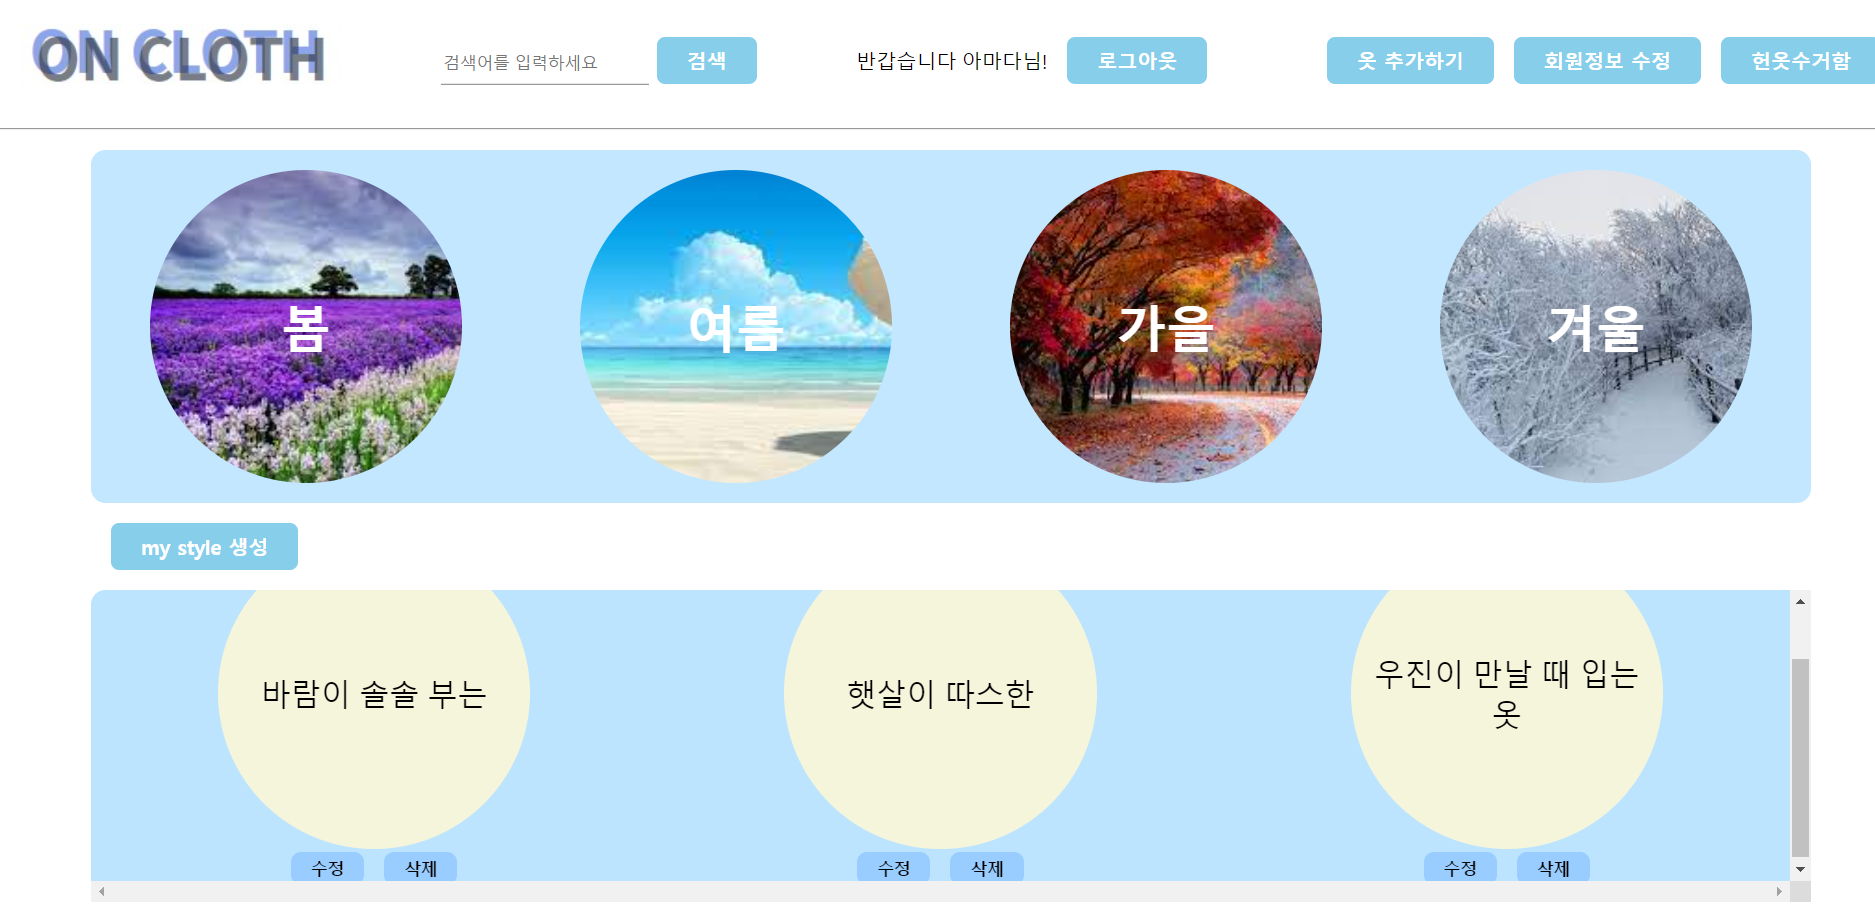 ON CLOTH
검색어를 입력하세요
검색
반갑습니다 아마다님!
로그아웃
옷 추가하기
회원정보 수정
헌옷수거함
봄
여름
가을
겨울
my style 생성
바람이 솔솔 부는
햇살이 따스한
우진이 만날 때 입는
옷
수정
삭제
수정
삭제
수정
삭제